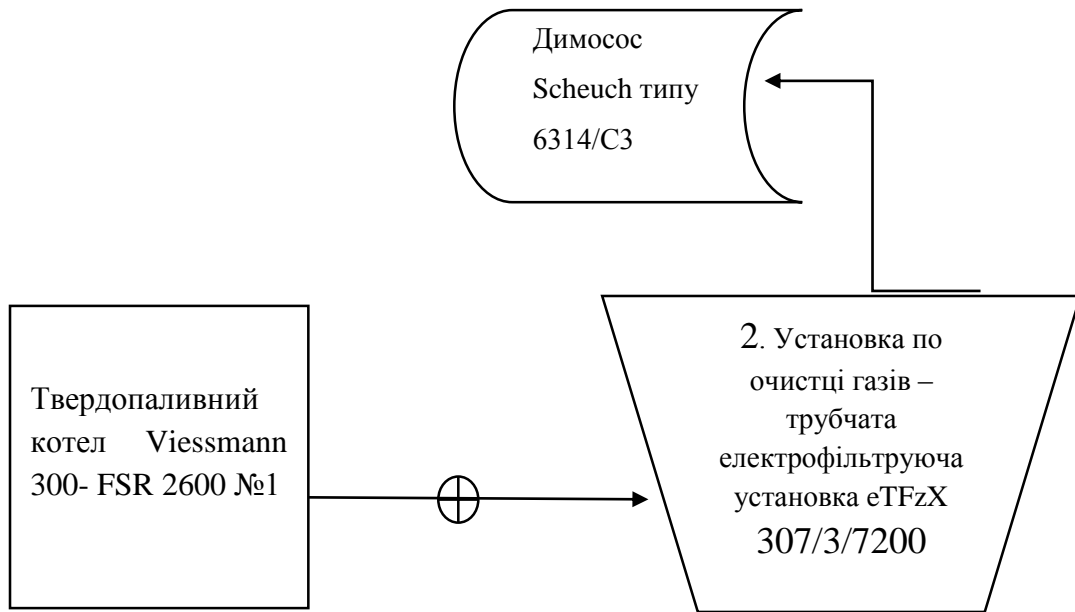 Димосос
Scheuch типу
6314/С3
Твердопаливний
котел Viessmann
300- FSR 2600 №1
2. Установка по
очистці газів –
трубчата
електрофільтруюча
установка eTFzX
307/3/7200